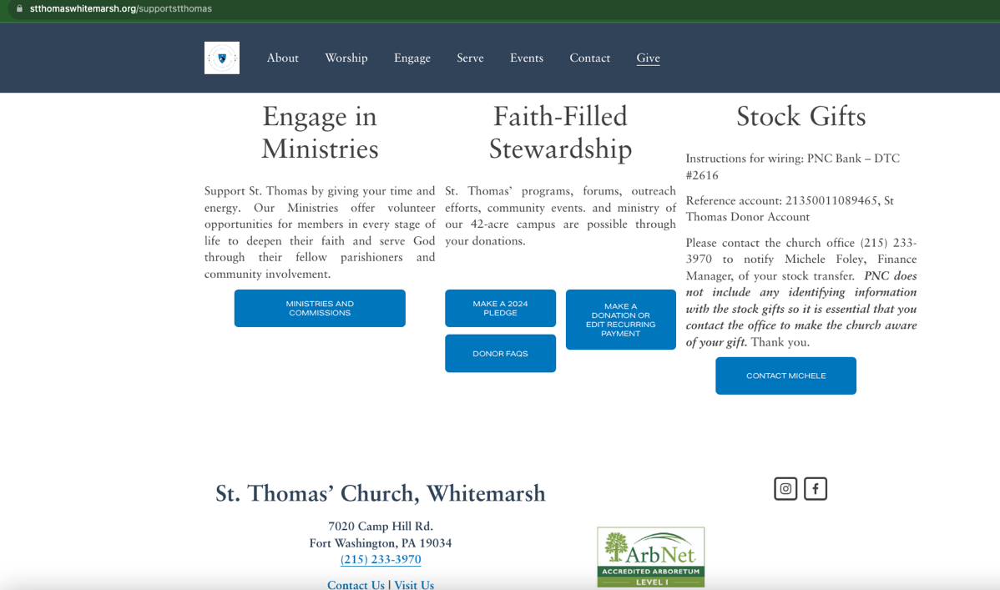 stthomaswhitemarsh.org/supportstthomas
About Worship Engage Serve Events Contact Give
Engage in
Ministries
Support St. Thomas by giving your time and
energy. Our Ministries offer volunteer
opportunities for members in every stage of
life to deepen their faith and serve God
through their fellow parishioners and
community involvement.
MINISTRIES AND
COMMISSIONS
Faith-Filled
Stewardship
St. Thomas’ programs, forums, outreach
efforts, community events. and ministry of
our 42-acre campus are possible through
your donations.
MAKE A 2024
PLEDGE
DONOR FAQS
MAKE A
DONATION OR
EDIT RECURRING
PAYMENT
Stock Gifts
Instructions for wiring: PNC Bank – DTC
#2616
Reference account: 21350011089465, St
Thomas Donor Account
Please contact the church office (215) 233-
3970 to notify Michele Foley, Finance
Manager, of your stock transfer. PNC does
not include any identifying information
with the stock gifts so it is essential that you
contact the office to make the church aware
of your gift. Thank you.
CONTACT MICHELE
St. Thomas’ Church, Whitemarsh
7020 Camp Hill Rd.
Fort Washington, PA 19034
(215) 233-3970
Contact Us | Visit Us
ArbNet
ACCREDITED ARBORETUM
LEVEL I